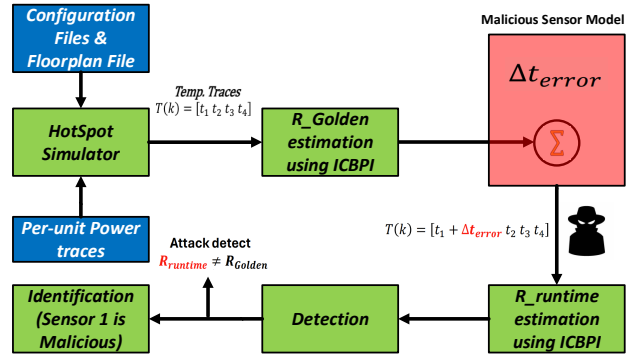 Configuration
Files &
Floorplan File
Malicious Sensor Model
Δt_error
Σ
Temp. Traces
T(k) = [t₁ t₂ t₃ t₄]
HotSpot
Simulator
R_Golden
estimation
using ICBPI
Per-unit Power
traces
T(k) = [t₁ + Δt_error t₂ t₃ t₄]
Attack detect
R_runtime ≠ R_Golden
Identification
(Sensor 1 is
Malicious)
Detection
R_runtime
estimation
using ICBPI